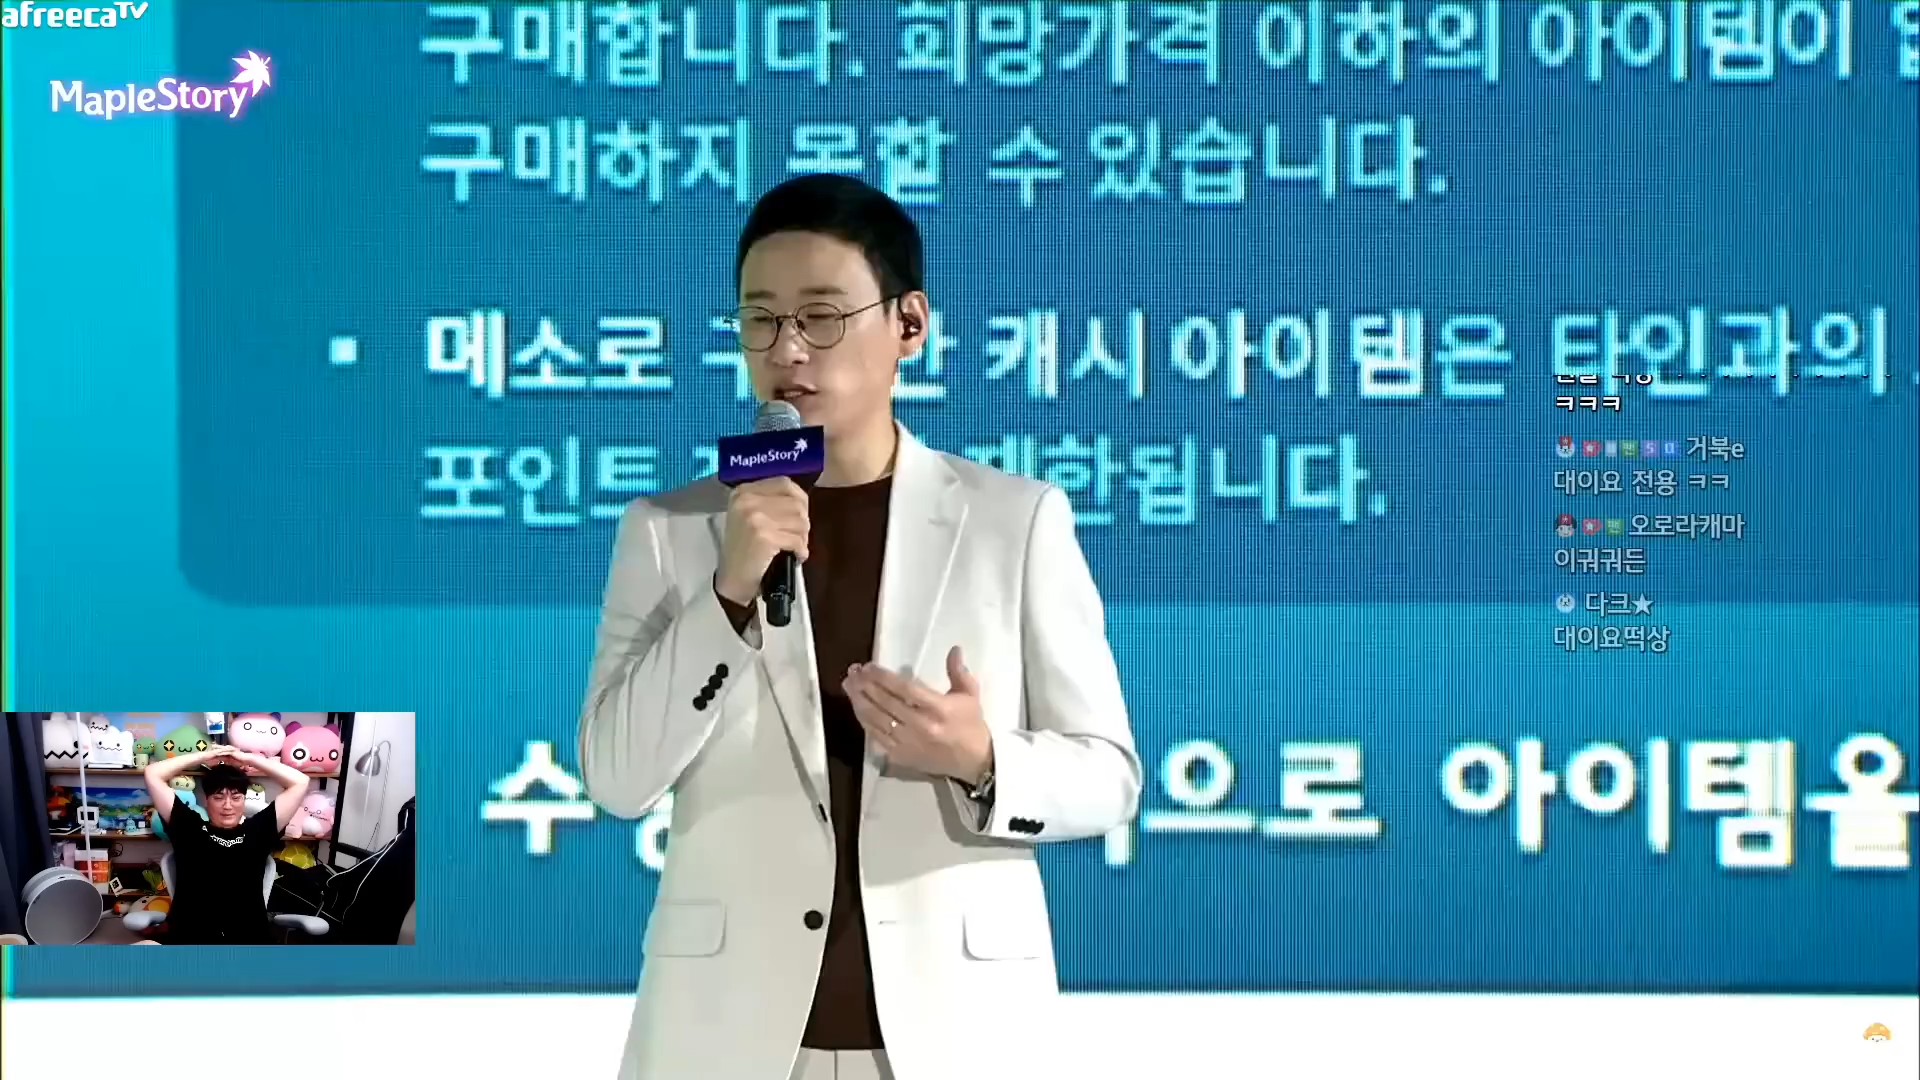 afreecaTV
MapleStory
구매합니다. 희망가격 이하의 아이템이
구매하지 못할 수 있습니다.
▪ 메소로 캐시 아이템은 타인과의
포인트 제한됩니다.
MapleStory
ㅋㅋㅋ
거북e
대이요 전용 ㅋㅋ
오로라캐마
이궈궈든
다크★
대이요떡상
으로 아이템을